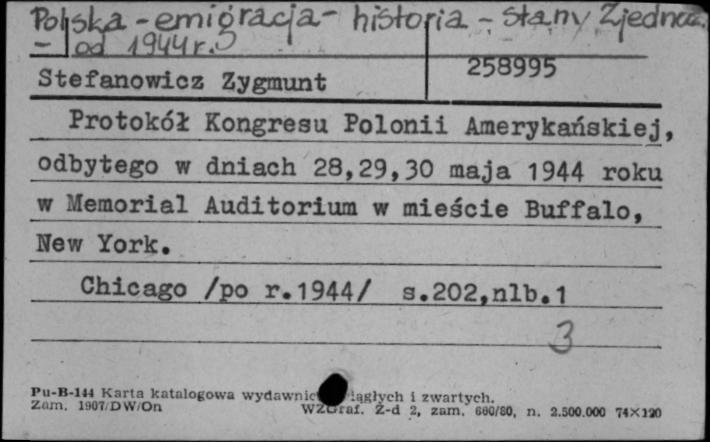 Polska - emigracja - historia - Stany Zjednocz.
- od 1944 r.
Stefanowicz Zygmunt 258995
Protokół Kongresu Polonii Amerykańskiej,
odbytego w dniach 28,29,30 maja 1944 roku
w Memorial Auditorium w mieście Buffalo,
New York.
Chicago /po r.1944/ s.202,nlb.1
3
Pu-B-144 Karta katalogowa wydawnic iągłych i zwartych.
Zam. 1907/DW/On WZGraf. Z-d 2, zam. 660/80, n. 2.500.000 74×120